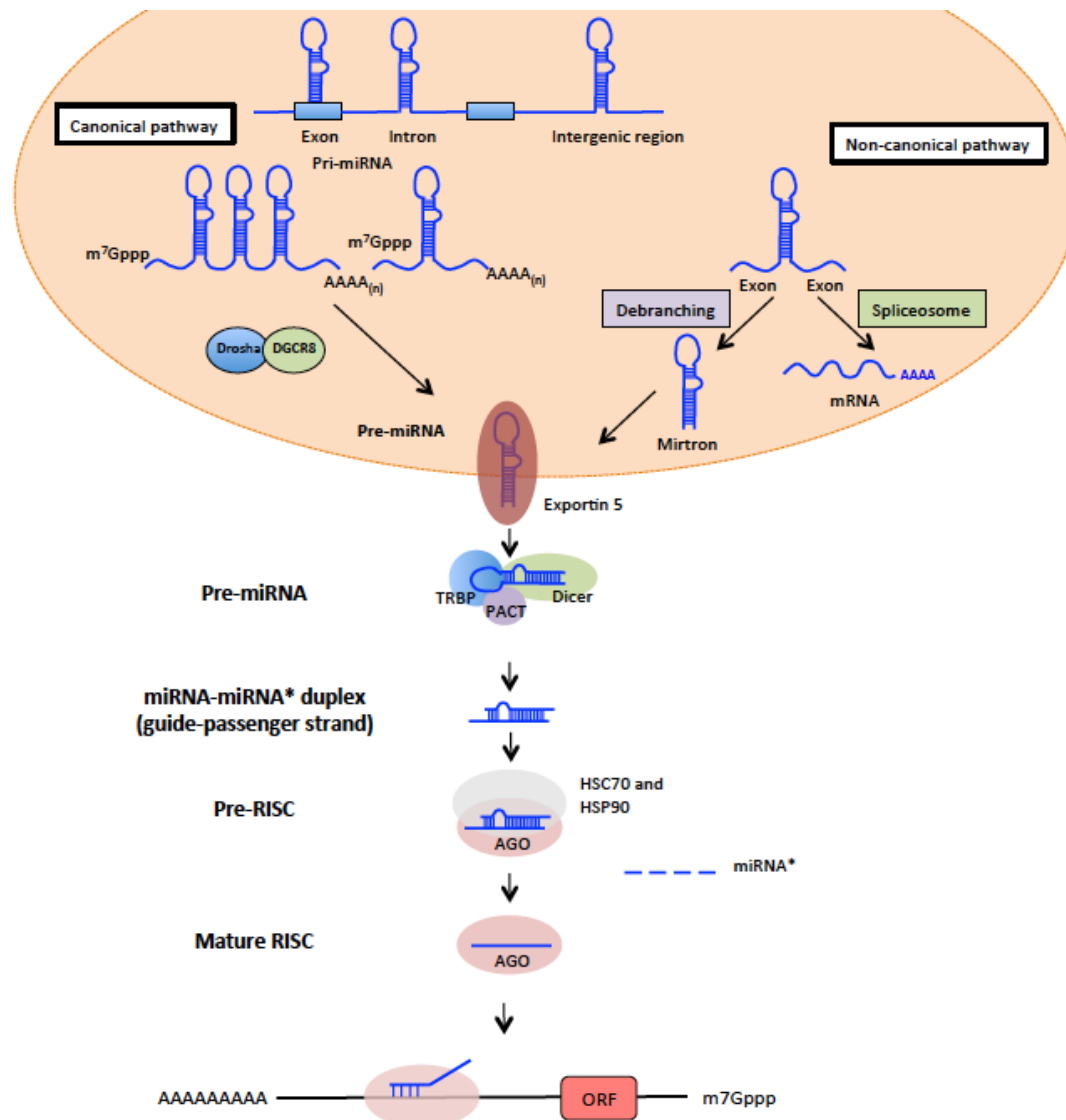 Canonical pathway
Exon
Intron
Intergenic region
Pri-miRNA
Non-canonical pathway
m⁷Gppp
AAAA(n)
m⁷Gppp
AAAA(n)
Exon
Exon
Debranching
Spliceosome
Drosha
DGCR8
AAAA
mRNA
Mirtron
Pre-miRNA
Exportin 5
Pre-miRNA
TRBP
PACT
Dicer
miRNA-miRNA* duplex
(guide-passenger strand)
Pre-RISC
HSC70 and
HSP90
AGO
miRNA*
Mature RISC
AGO
AAAAAAAAA
ORF
m7Gppp